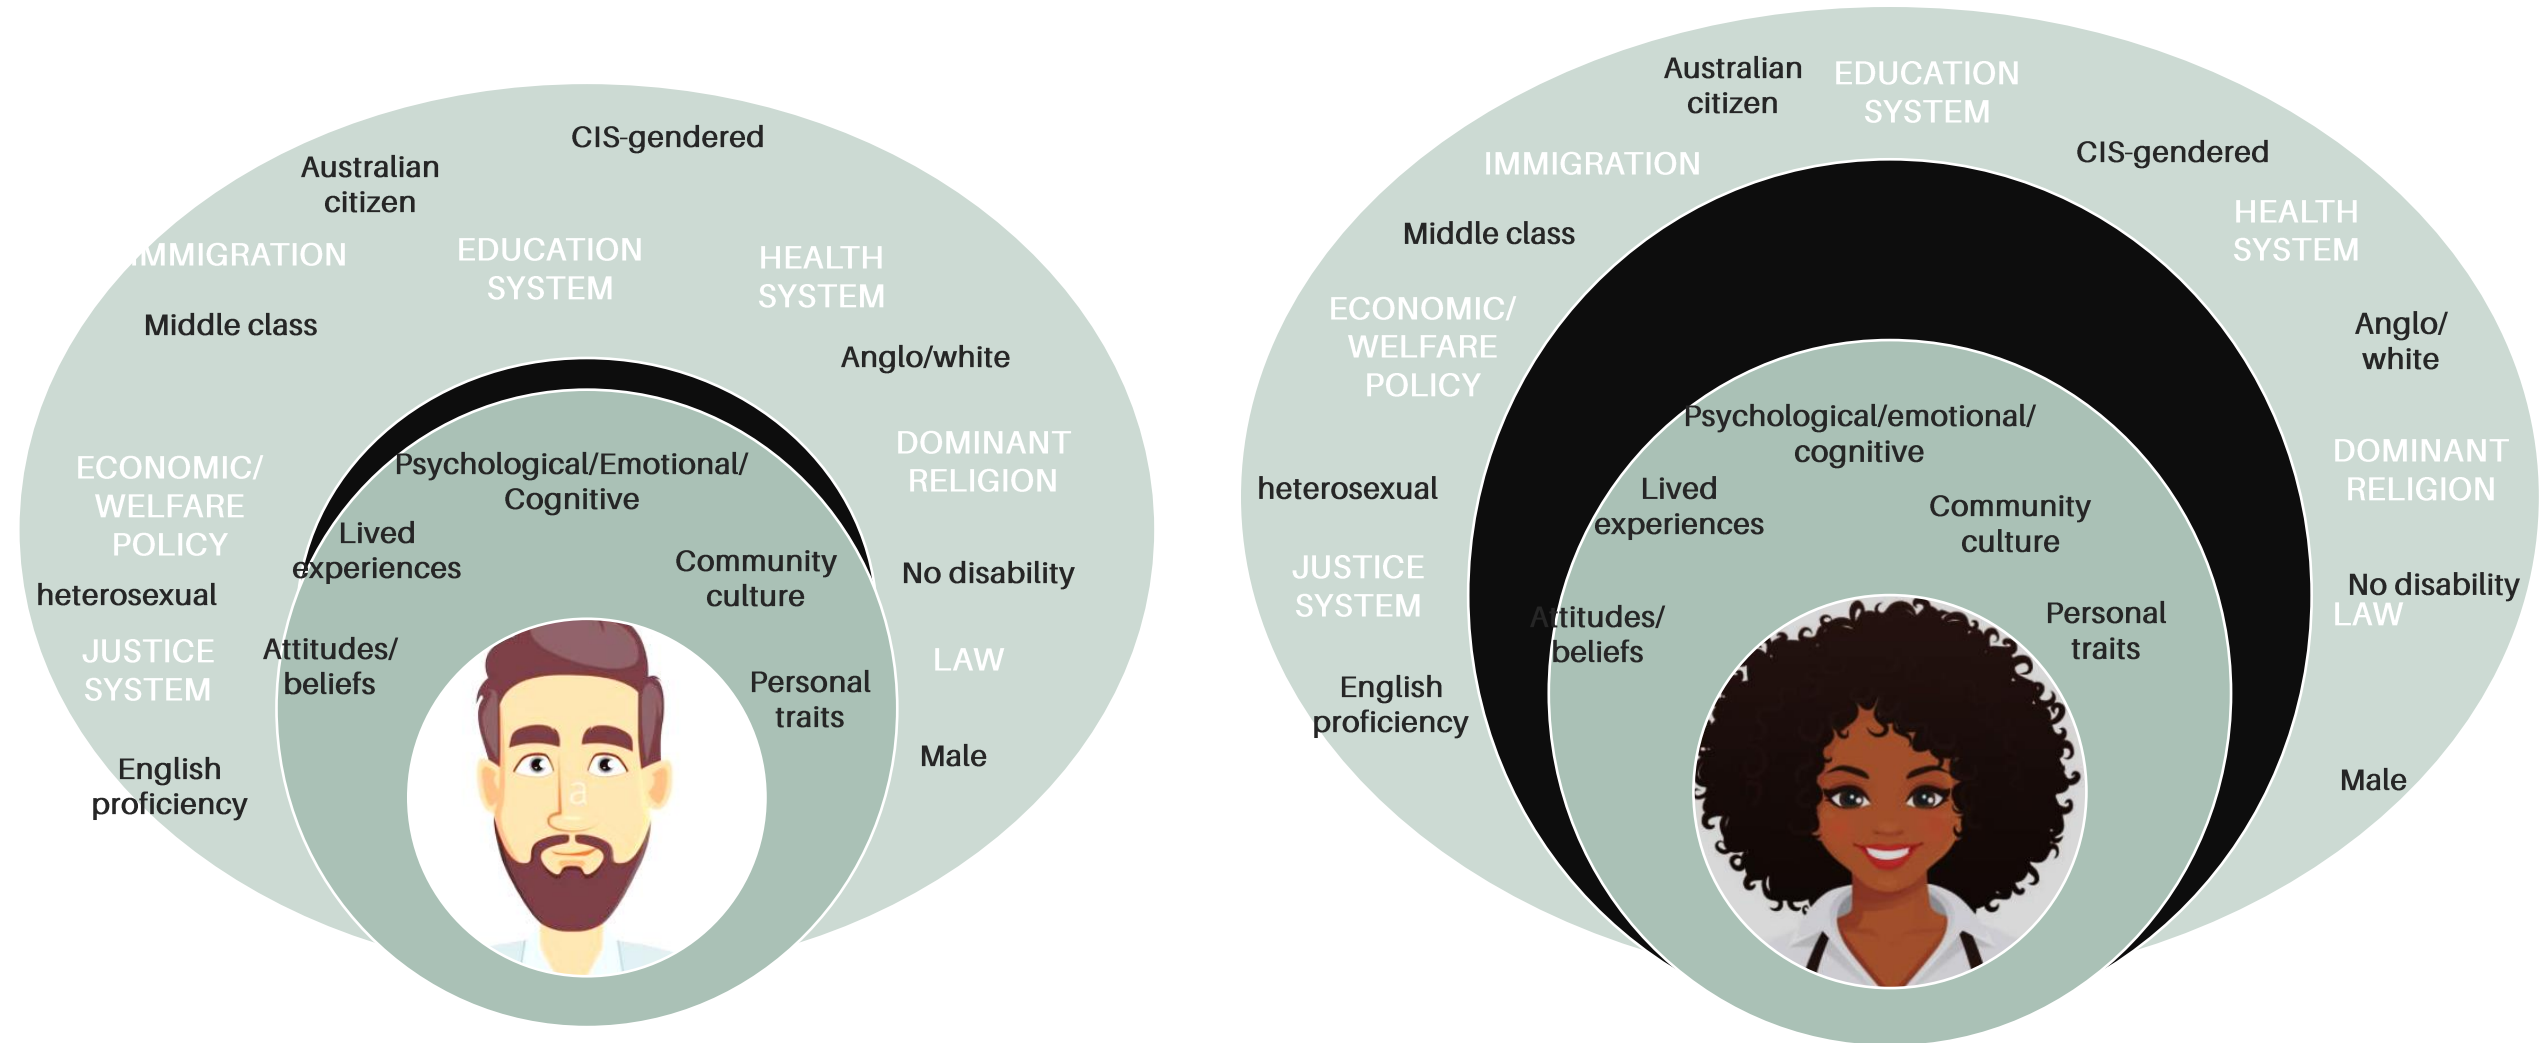 CIS-gendered
Australian
citizen
IMMIGRATION
EDUCATION
SYSTEM
HEALTH
SYSTEM
Middle class
Anglo/white
DOMINANT
RELIGION
ECONOMIC/
WELFARE
POLICY
Psychological/Emotional/
Cognitive
Lived
experiences
Community
culture
No disability
heterosexual
JUSTICE
SYSTEM
Attitudes/
beliefs
Personal
traits
LAW
Male
English
proficiency
a
Australian
citizen
EDUCATION
SYSTEM
IMMIGRATION
CIS-gendered
Middle class
HEALTH
SYSTEM
ECONOMIC/
WELFARE
POLICY
Anglo/
white
Psychological/emotional/
cognitive
DOMINANT
RELIGION
heterosexual
Lived
experiences
Community
culture
JUSTICE
SYSTEM
No disability
LAW
Attitudes/
beliefs
Personal
traits
English
proficiency
Male